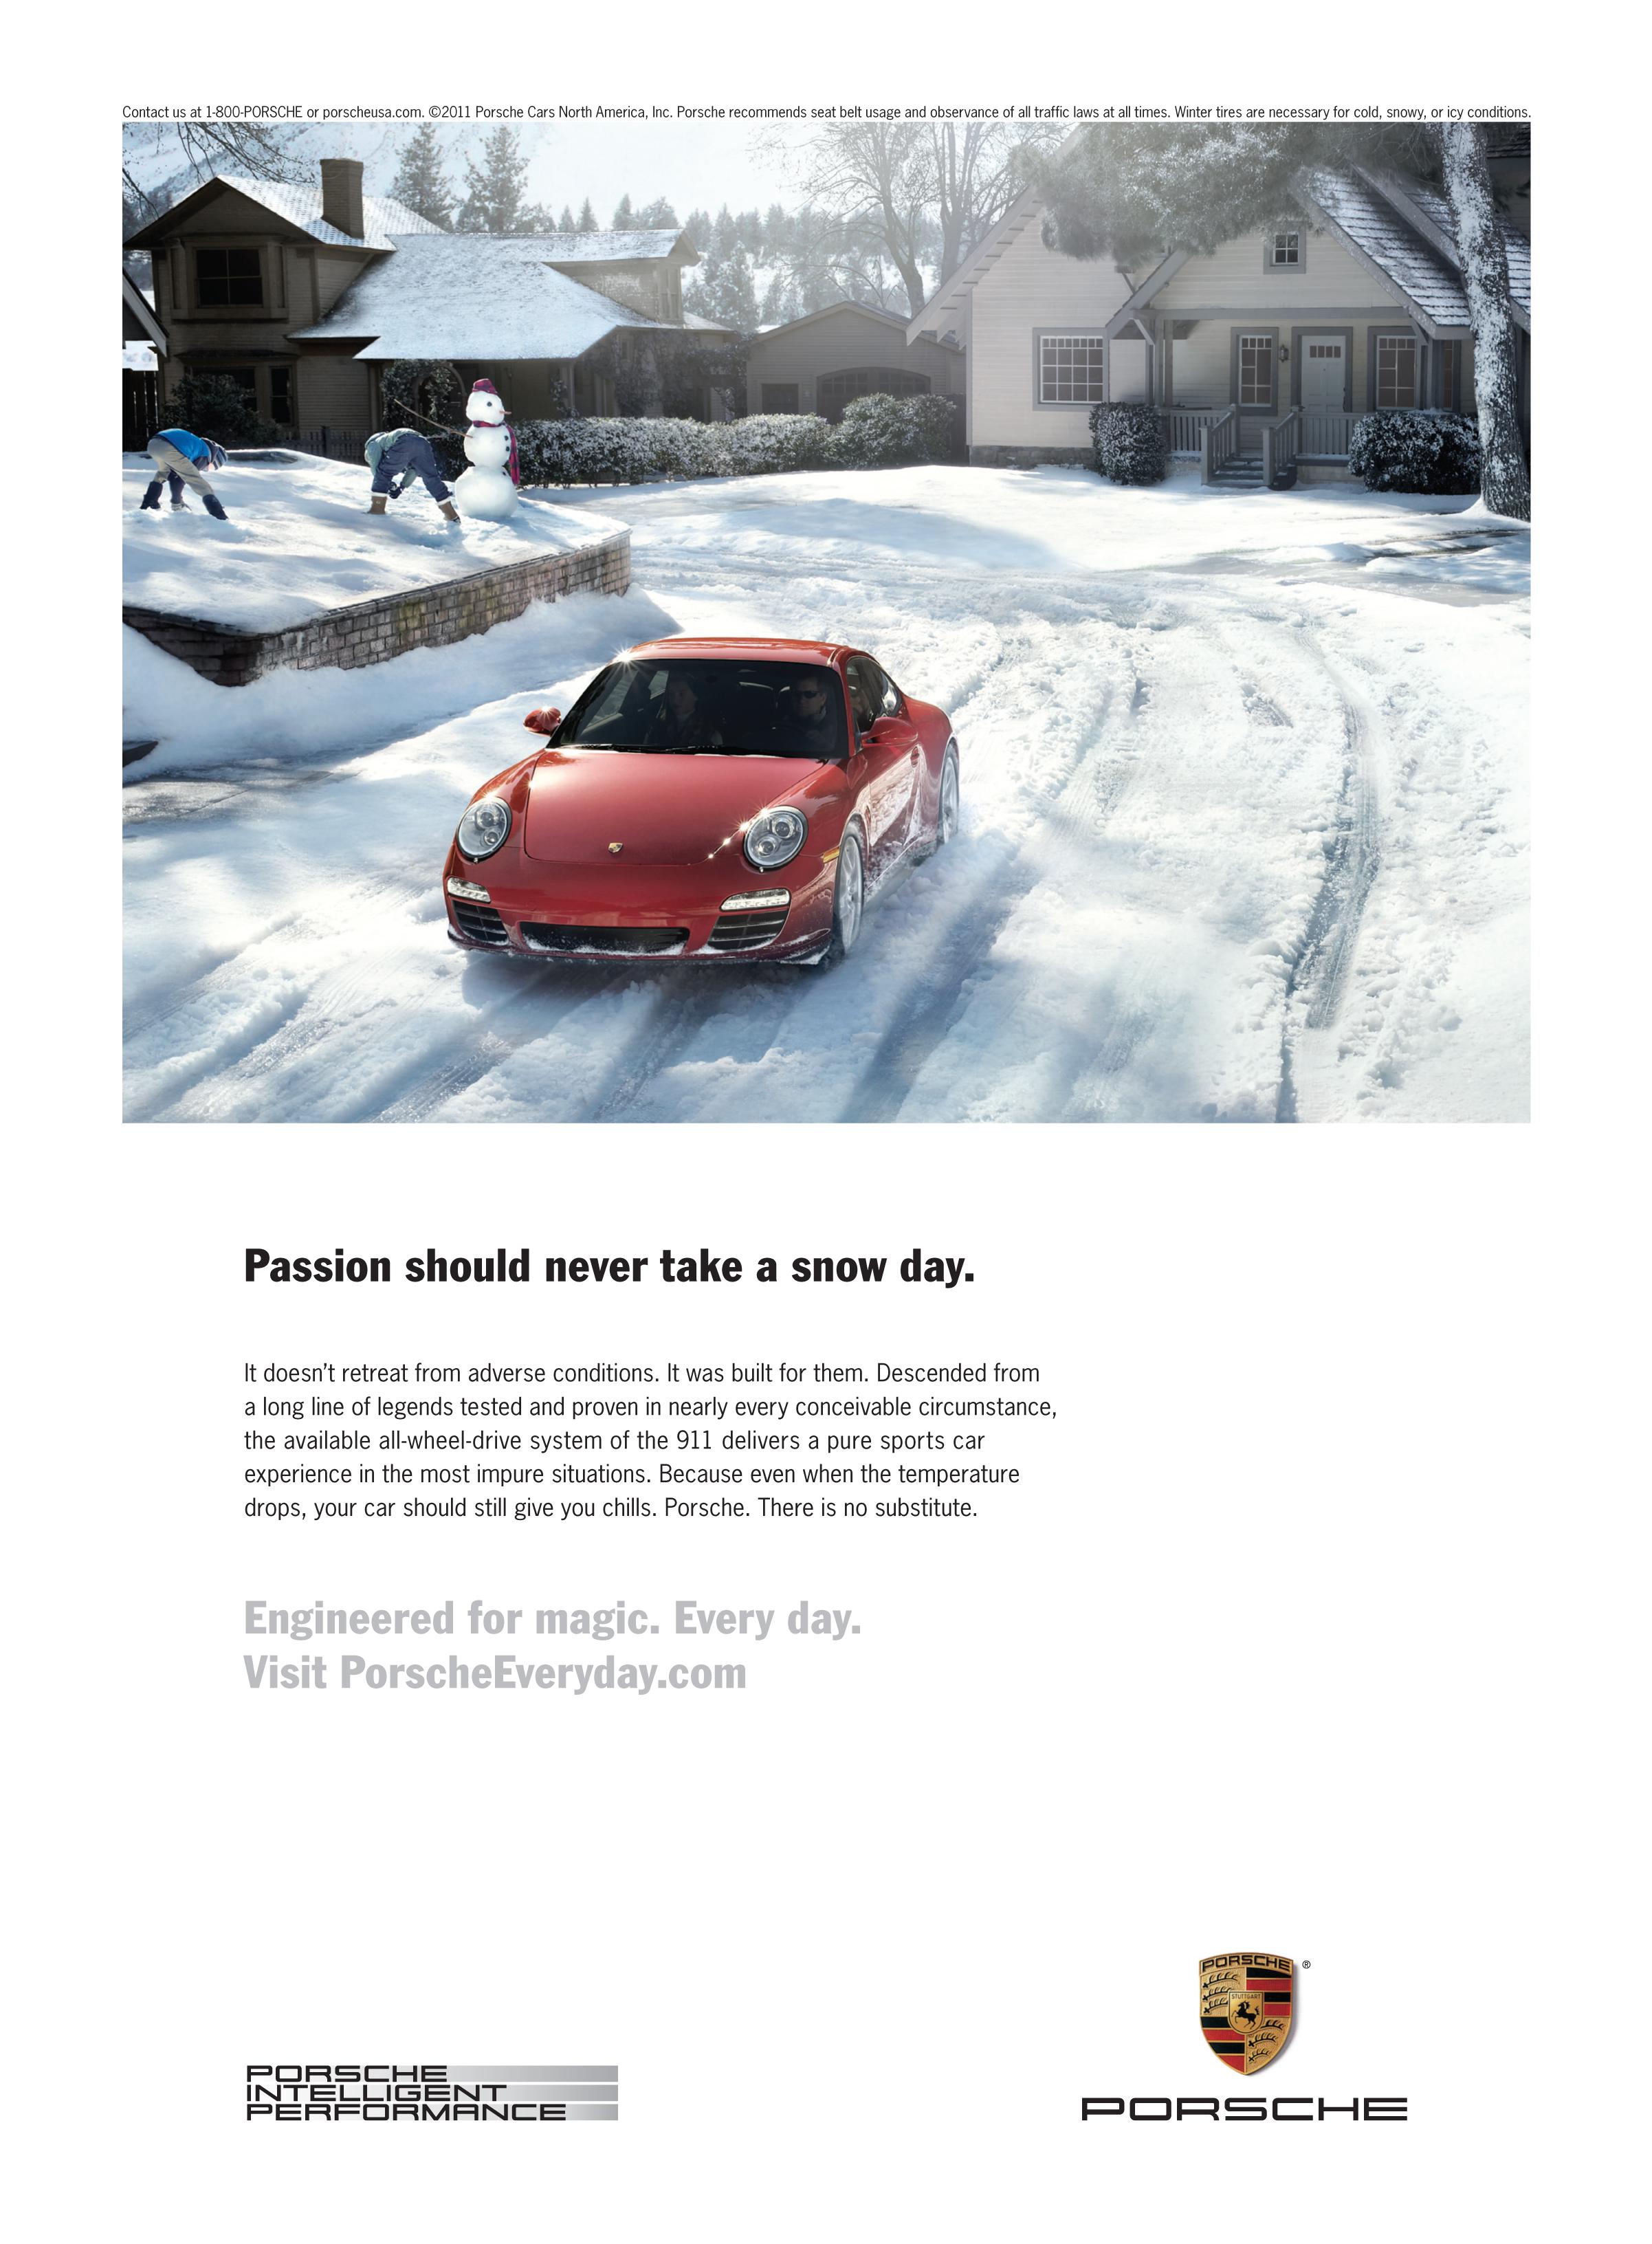 Contact us at 1-800-PORSCHE or porscheusa.com. ©2011 Porsche Cars North America, Inc. Porsche recommends seat belt usage and observance of all traffic laws at all times. Winter tires are necessary for cold, snowy, or icy conditions.
Passion should never take a snow day.
It doesn’t retreat from adverse conditions. It was built for them. Descended from
a long line of legends tested and proven in nearly every conceivable circumstance,
the available all-wheel-drive system of the 911 delivers a pure sports car
experience in the most impure situations. Because even when the temperature
drops, your car should still give you chills. Porsche. There is no substitute.
Engineered for magic. Every day.
Visit PorscheEveryday.com
PORSCHE
INTELLIGENT
PERFORMANCE
PORSCHE ®
STUTTGART
PORSCHE